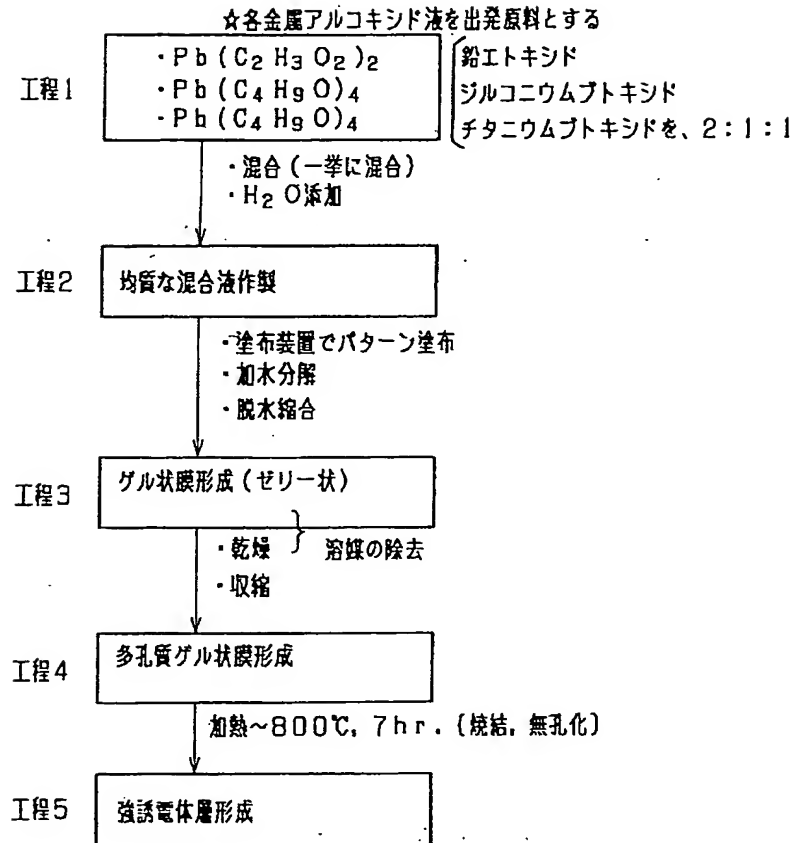 ☆各金属アルコキシド液を出発原料とする
工程1
・Pb(C2H3O2)2
・Pb(C4H9O)4
・Pb(C4H9O)4
鉛エトキシド
ジルコニウムブトキシド
チタニウムブトキシドを、2:1:1
・混合(一挙に混合)
・H2O添加
工程2
均質な混合液作製
・塗布装置でパターン塗布
・加水分解
・脱水縮合
工程3
ゲル状膜形成(ゼリー状)
・乾燥
・収縮
溶媒の除去
工程4
多孔質ゲル状膜形成
加熱~800℃, 7hr. {焼結, 無孔化}
工程5
強誘電体層形成